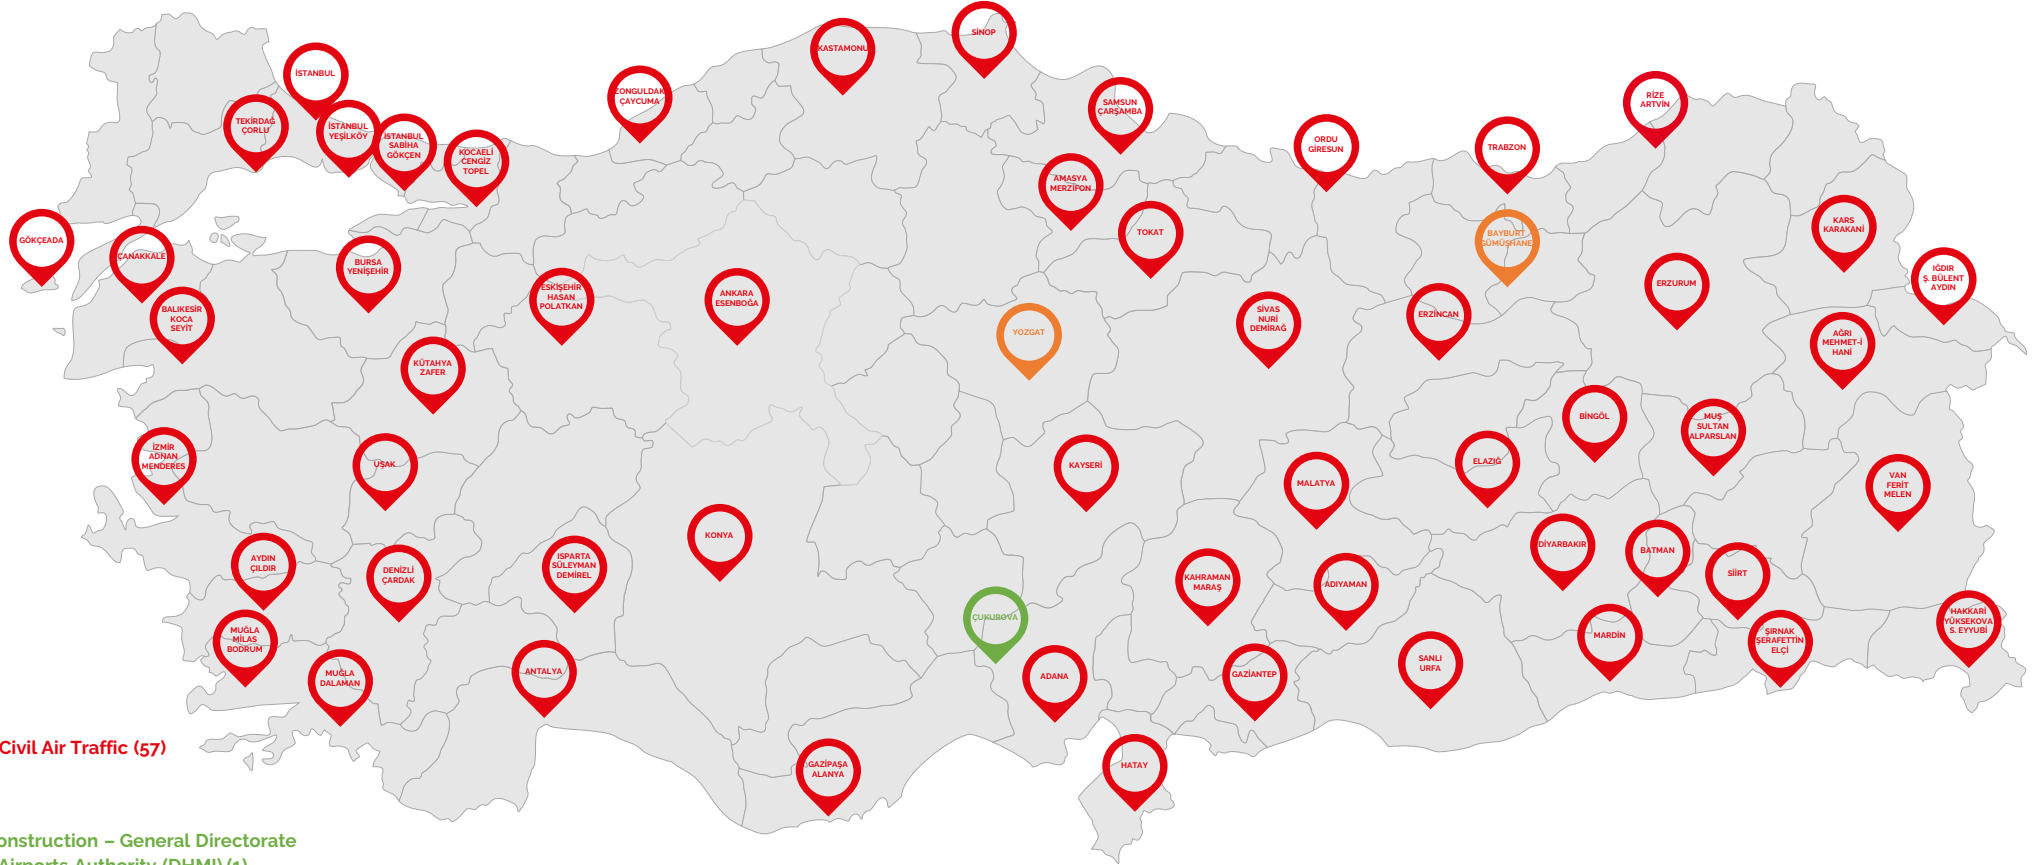 SİNOP
KASTAMONU
İSTANBUL
ZONGULDAK
ÇAYCUMA
SAMSUN
ÇARŞAMBA
RİZE
ARTVİN
TEKİRDAĞ
ÇORLU
İSTANBUL
YEŞİLKÖY
İSTANBUL
SABİHA
GÖKÇEN
KOCAELİ
CENGİZ
TOPEL
ORDU
GİRESUN
TRABZON
AMASYA
MERZİFON
TOKAT
BAYBURT
GÜMÜŞHANE
KARS
KARAKANİ
GÖKÇEADA
ÇANAKKALE
BURSA
YENİŞEHİR
ESKİŞEHİR
HASAN
POLATKAN
ANKARA
ESENBOĞA
ERZURUM
IĞDIR
Ş. BÜLENT
AYDIN
BALIKESİR
KOCA
SEYİT
YOZGAT
SİVAS
NURİ
DEMİRAĞ
ERZİNCAN
AĞRI
MEHMET-İ
HANİ
KÜTAHYA
ZAFER
BİNGÖL
MUŞ
SULTAN
ALPARSLAN
İZMİR
ADNAN
MENDERES
UŞAK
KAYSERİ
MALATYA
ELAZIĞ
VAN
FERİT
MELEN
KONYA
DİYARBAKIR
BATMAN
SİİRT
AYDIN
ÇILDIR
DENİZLİ
ÇARDAK
ISPARTA
SÜLEYMAN
DEMİREL
KAHRAMAN
MARAŞ
ADIYAMAN
ÇUKUROVA
MUĞLA
MİLAS
BODRUM
MARDİN
ŞIRNAK
ŞERAFETTİN
ELÇİ
HAKKARİ
YÜKSEKOVA
S. EYYUBİ
MUĞLA
DALAMAN
ANTALYA
ADANA
GAZİANTEP
SANLI
URFA
GAZİPAŞA
ALANYA
HATAY
Civil Air Traffic (57)
onstruction – General Directorate
Airports Authority (DHMI) (1)